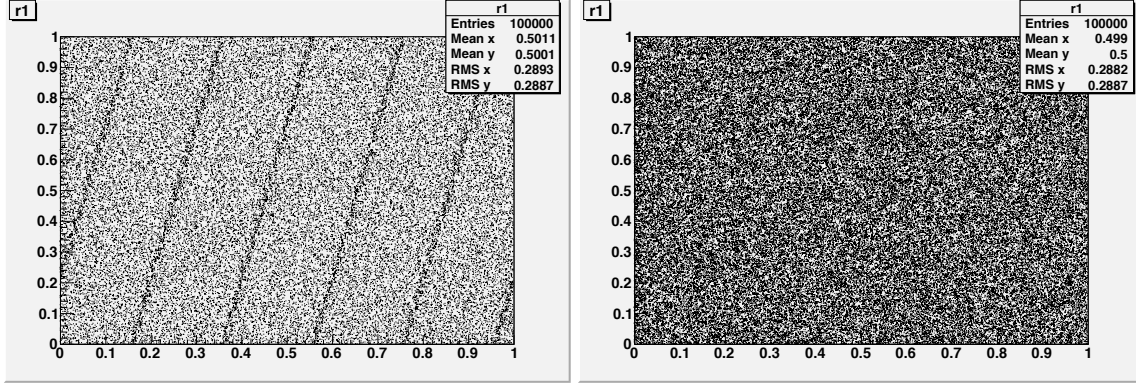 r1
r1
Entries 100000
Mean x 0.5011
Mean y 0.5001
RMS x 0.2893
RMS y 0.2887
1
0.9
0.8
0.7
0.6
0.5
0.4
0.3
0.2
0.1
0
0 0.1 0.2 0.3 0.4 0.5 0.6 0.7 0.8 0.9 1
r1
r1
Entries 100000
Mean x 0.499
Mean y 0.5
RMS x 0.2882
RMS y 0.2887
1
0.9
0.8
0.7
0.6
0.5
0.4
0.3
0.2
0.1
0
0 0.1 0.2 0.3 0.4 0.5 0.6 0.7 0.8 0.9 1